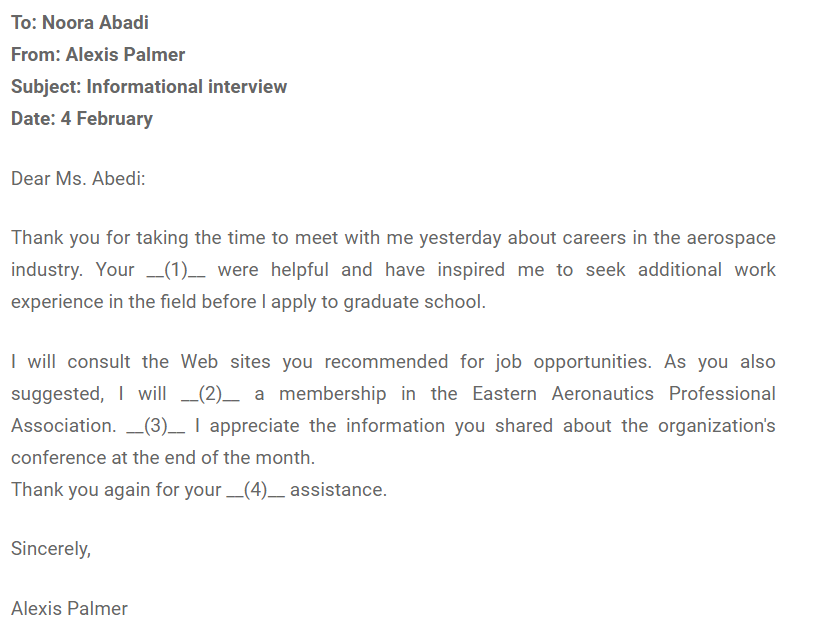 To: Noora Abadi
From: Alexis Palmer
Subject: Informational interview
Date: 4 February
Dear Ms. Abedi:
Thank you for taking the time to meet with me yesterday about careers in the aerospace
industry. Your __(1)__ were helpful and have inspired me to seek additional work
experience in the field before I apply to graduate school.
I will consult the Web sites you recommended for job opportunities. As you also
suggested, I will __(2)__ a membership in the Eastern Aeronautics Professional
Association. __(3)__ I appreciate the information you shared about the organization's
conference at the end of the month.
Thank you again for your __(4)__ assistance.
Sincerely,
Alexis Palmer